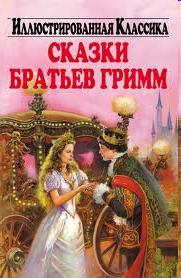 Иллюстрированная Классика
СКАЗКИ
БРАТЬЕВ ГРИММ